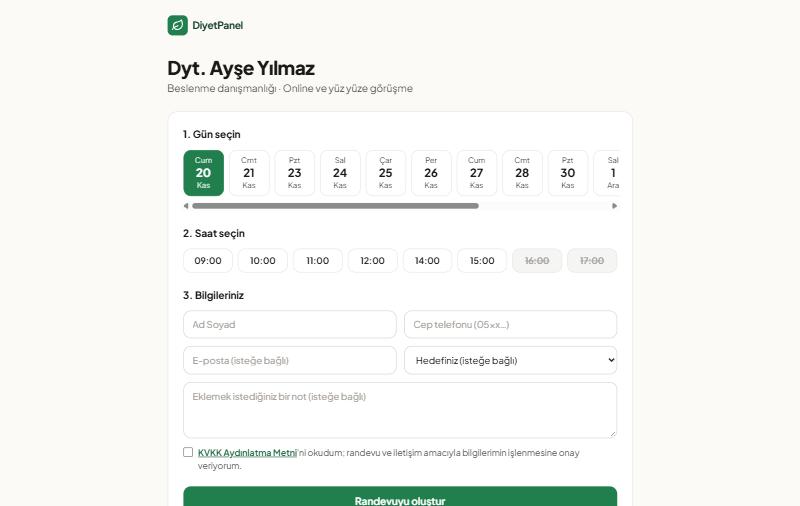 DiyetPanel
Dyt. Ayşe Yılmaz
Beslenme danışmanlığı · Online ve yüz yüze görüşme
1. Gün seçin
Cum Cmt Pzt Sal Çar Per Cum Cmt Pzt Sal
20 21 23 24 25 26 27 28 30 1
Kas Kas Kas Kas Kas Kas Kas Kas Kas Ara
2. Saat seçin
09:00 10:00 11:00 12:00 14:00 15:00 16:00 17:00
3. Bilgileriniz
Ad Soyad Cep telefonu (05xx…)
E-posta (isteğe bağlı) Hedefiniz (isteğe bağlı)
Eklemek istediğiniz bir not (isteğe bağlı)
KVKK Aydınlatma Metni'ni okudum; randevu ve iletişim amacıyla bilgilerimin işlenmesine onay
veriyorum.
Randevuyu oluştur